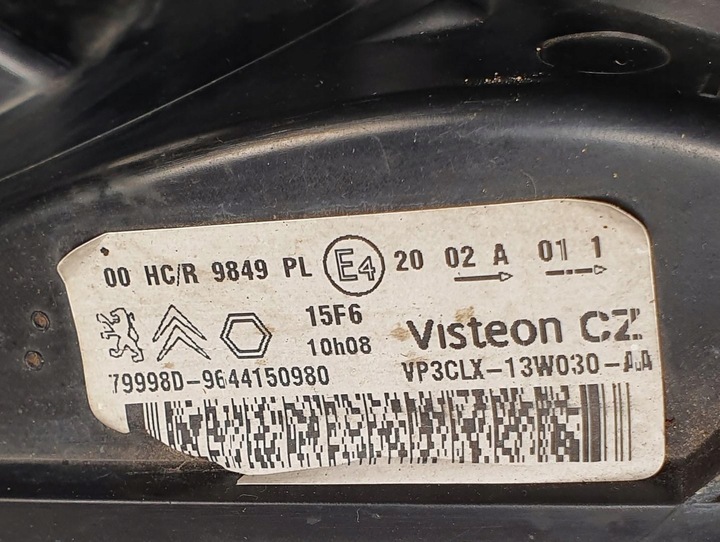 00 HC/R 9849 PL E4 20 02 A 01 1
15F6
10h08
Visteon CZ
79998D-9644150980
VP3CLX-13W030-AA